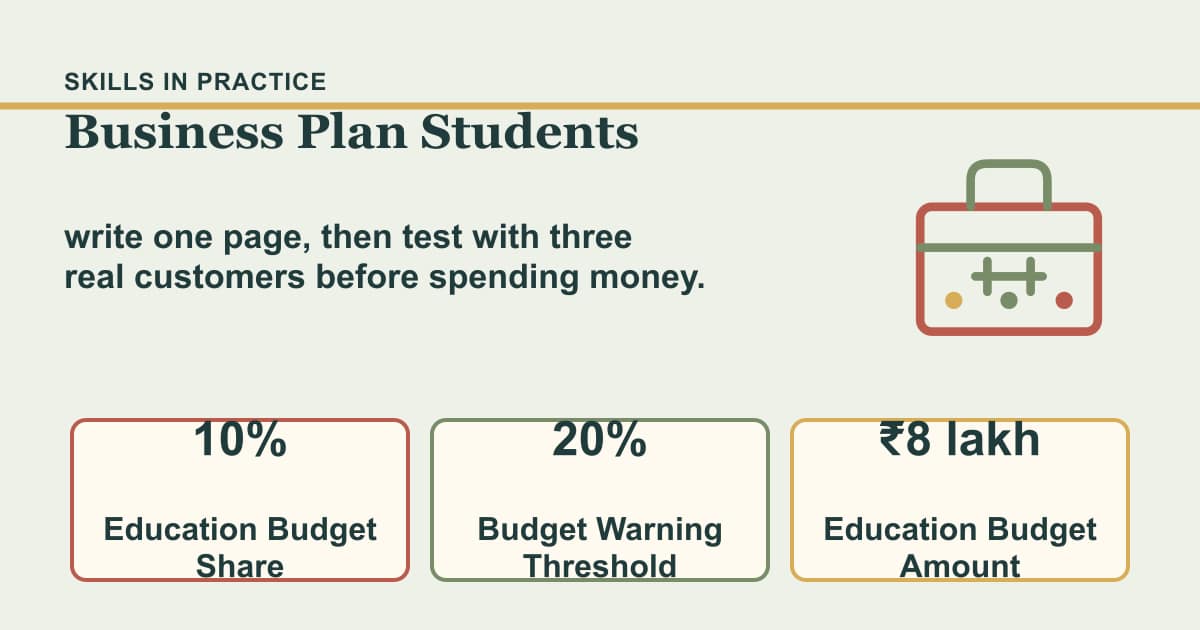 SKILLS IN PRACTICE
Business Plan Students
write one page, then test with three
real customers before spending money.
10%
Education Budget
Share
20%
Budget Warning
Threshold
₹8 lakh
Education Budget
Amount